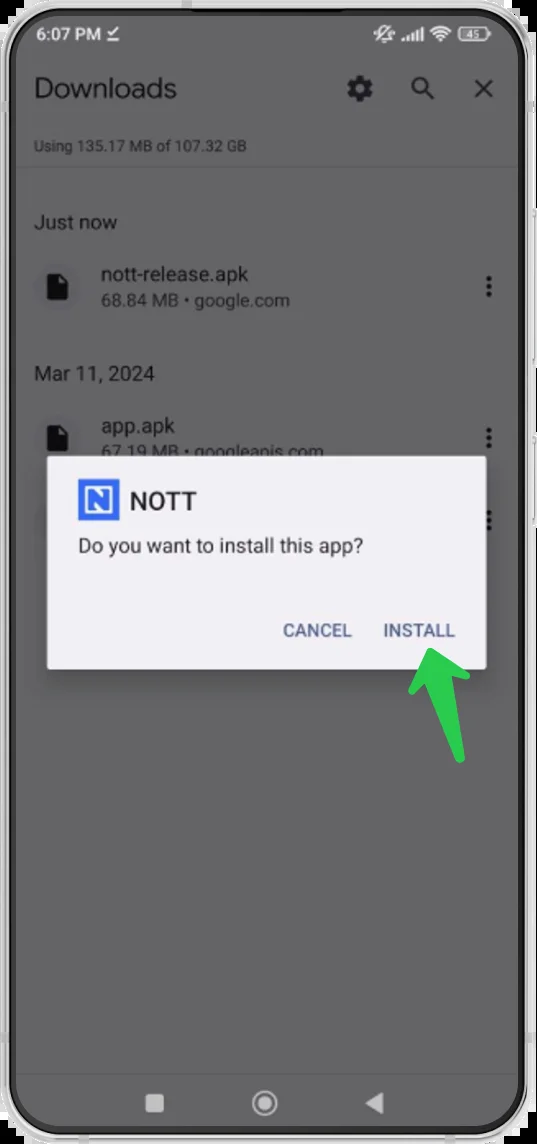 6:07 PM
45
Downloads
Using 135.17 MB of 107.32 GB
Just now
nott-release.apk
68.84 MB • google.com
Mar 11, 2024
app.apk
67.19 MB • googleapis.com
N NOTT
Do you want to install this app?
CANCEL INSTALL